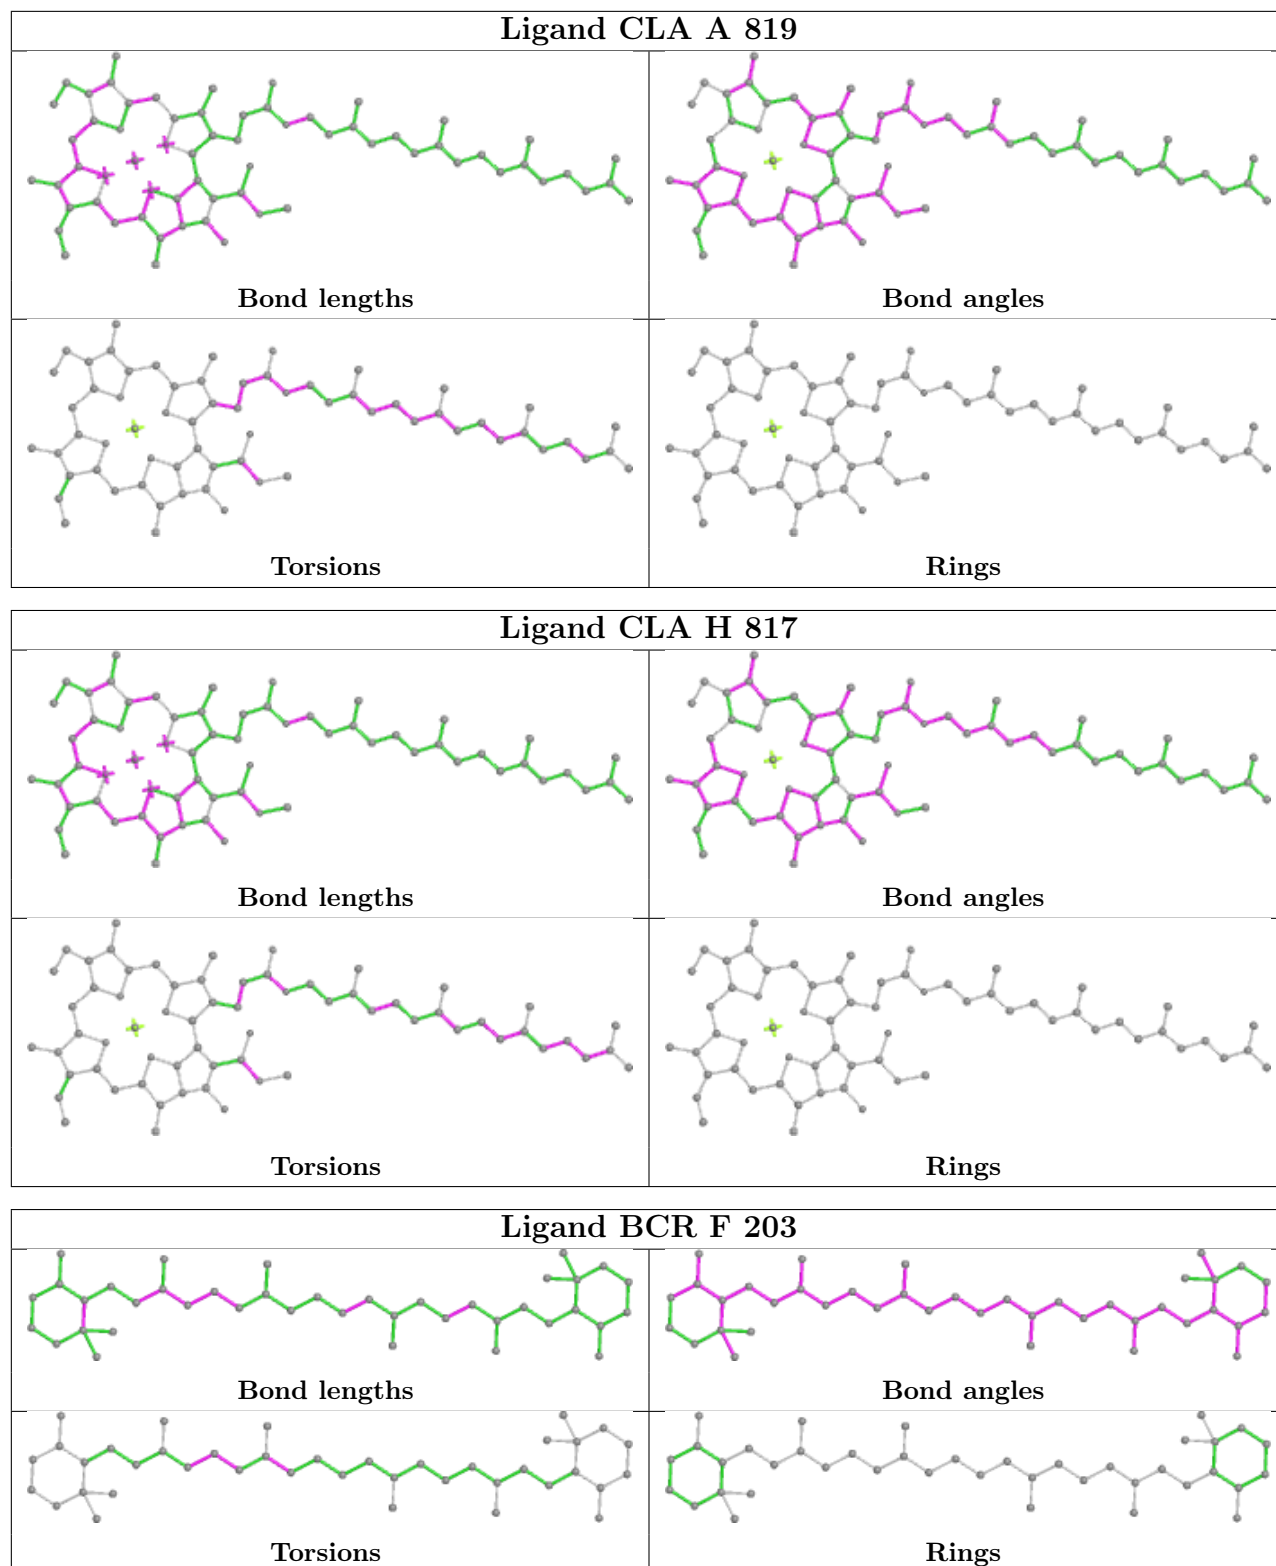 Ligand CLA A 819
Bond lengths
Bond angles
Torsions
Rings
Ligand CLA H 817
Bond lengths
Bond angles
Torsions
Rings
Ligand BCR F 203
Bond lengths
Bond angles
Torsions
Rings